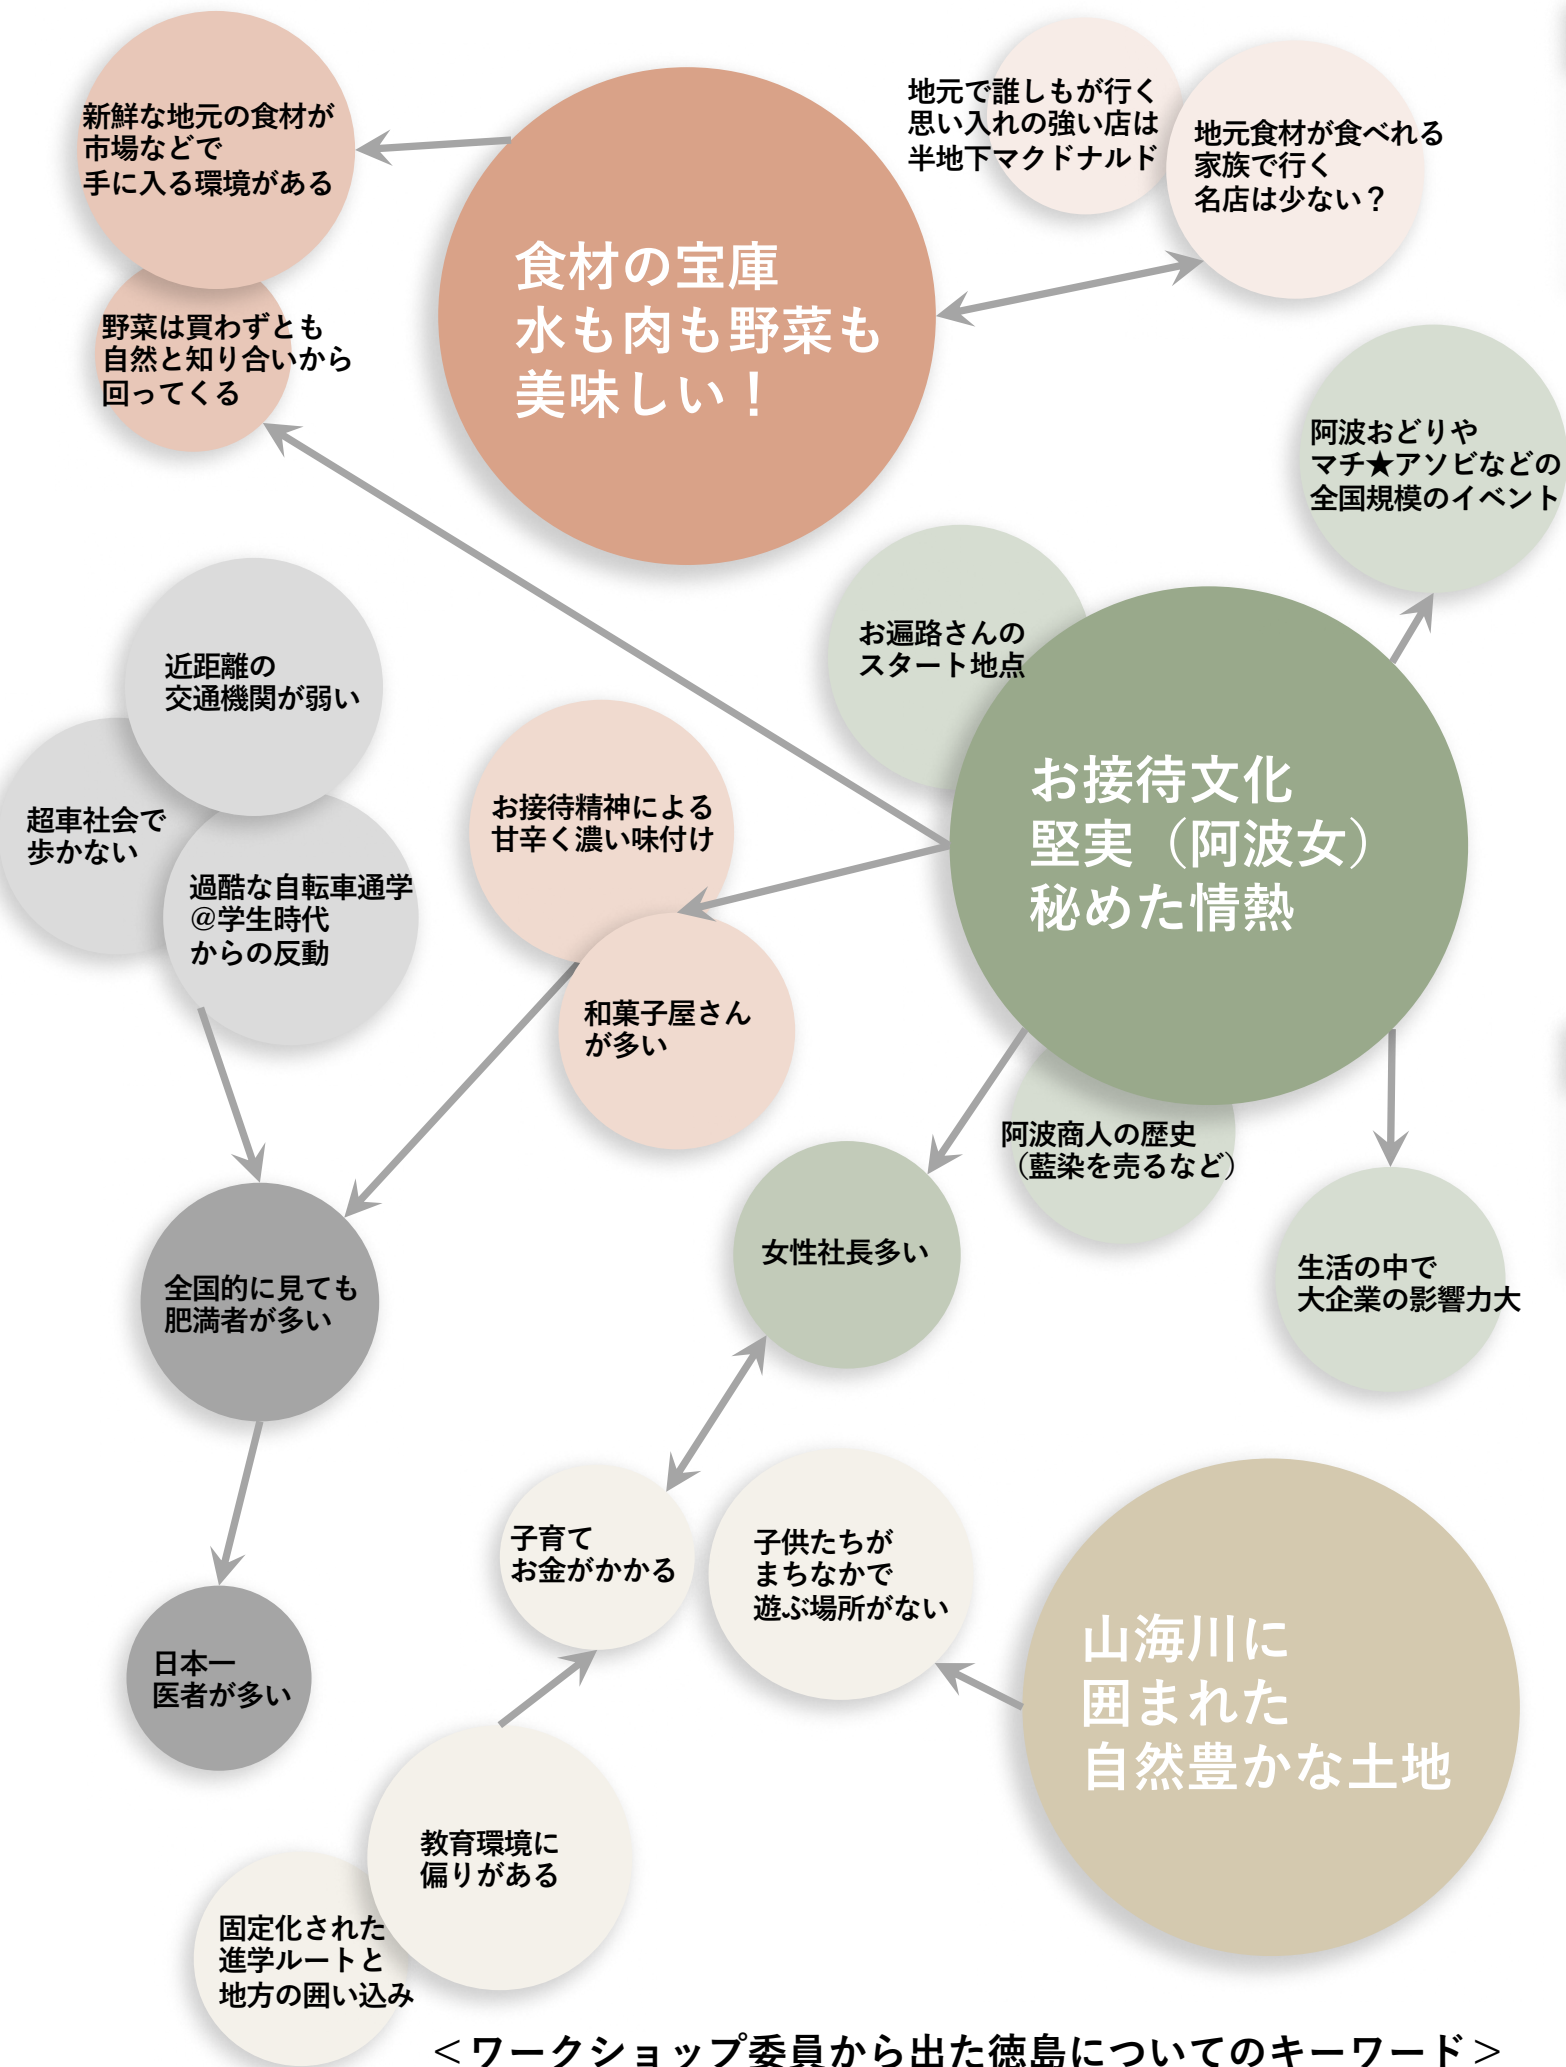 新鮮な地元の食材が
市場などで
手に入る環境がある
野菜は買わずとも
自然と知り合いから
回ってくる
食材の宝庫
水も肉も野菜も
美味しい！
地元で誰しもが行く
思い入れの強い店は
半地下マクドナルド
地元食材が食べれる
家族で行く
名店は少ない？
阿波おどりや
マチ★アソビなどの
全国規模のイベント
お遍路さんの
スタート地点
お接待文化
堅実（阿波女）
秘めた情熱
近距離の
交通機関が弱い
超車社会で
歩かない
過酷な自転車通学
@学生時代
からの反動
お接待精神による
甘辛く濃い味付け
和菓子屋さん
が多い
阿波商人の歴史
（藍染を売るなど）
女性社長多い
生活の中で
大企業の影響力大
全国的に見ても
肥満者が多い
日本一
医者が多い
子育て
お金がかかる
子供たちが
まちなかで
遊ぶ場所がない
山海川に
囲まれた
自然豊かな土地
教育環境に
偏りがある
固定化された
進学ルートと
地方の囲い込み
＜ワークショップ委員から出た徳島についてのキーワード＞